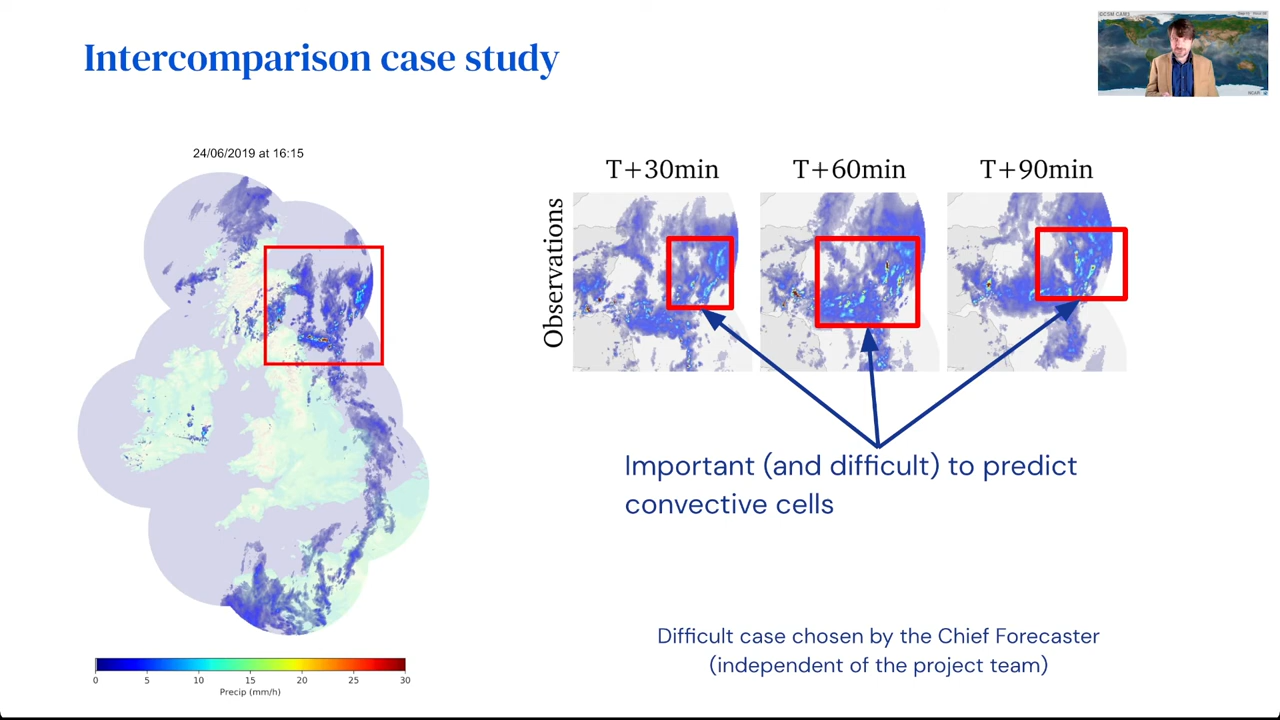 Intercomparison case study
24/06/2019 at 16:15
T+30min
T+60min
T+90min
Observations
Important (and difficult) to predict
convective cells
Difficult case chosen by the Chief Forecaster
(independent of the project team)
0 5 10 15 20 25 30
Precip (mm/h)
NCAR